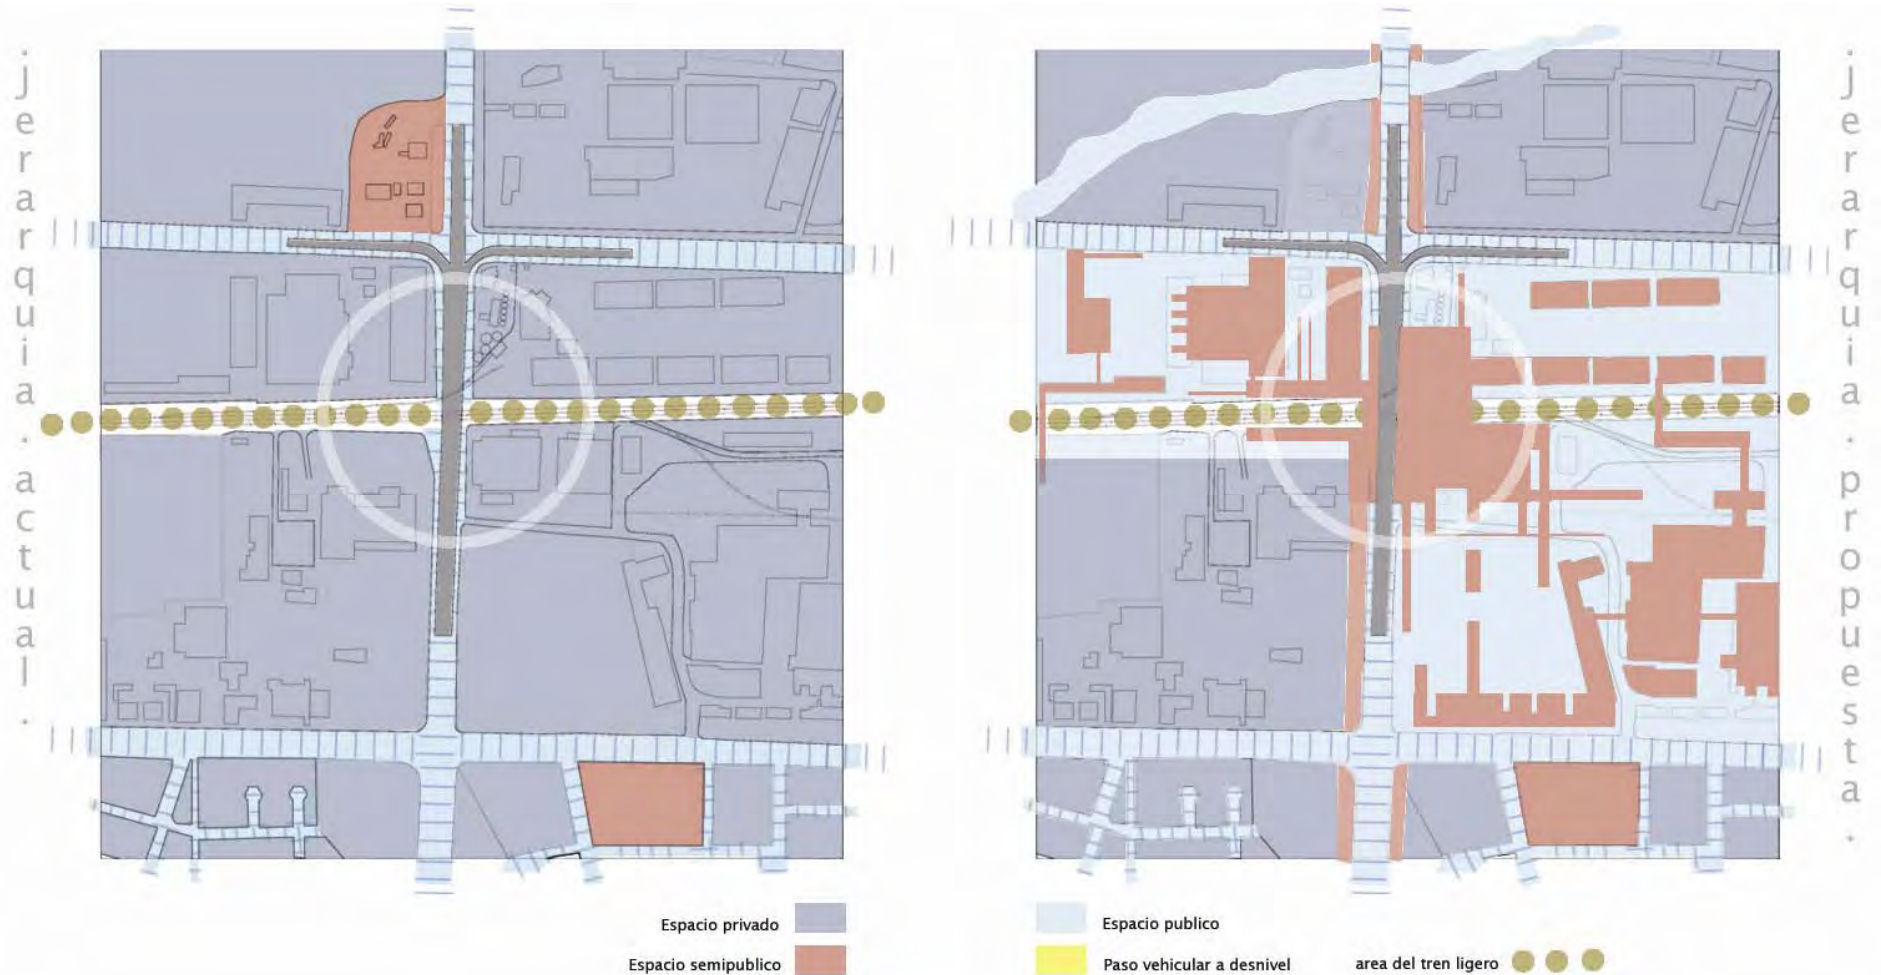 .jerarquia.actual.
.jerarquia.propuesta.
Espacio privado
Espacio semipublico
Espacio publico
Paso vehicular a desnivel
area del tren ligero